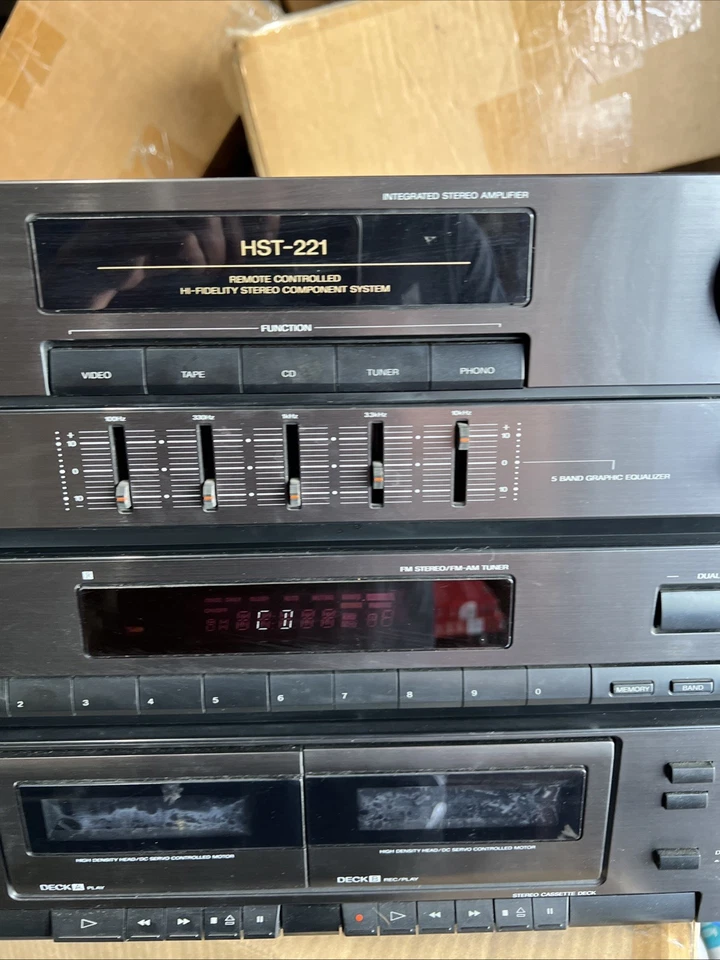 INTEGRATED STEREO AMPLIFIER
HST-221
REMOTE CONTROLLED
HI-FIDELITY STEREO COMPONENT SYSTEM
FUNCTION
VIDEO TAPE CD TUNER PHONO
100Hz 330Hz 1kHz 3.3kHz 10kHz
+ +
10 10
0 0
10 10
- -
5 BAND GRAPHIC EQUALIZER
FM STEREO/FM-AM TUNER
DUAL
CD
2 3 4 5 6 7 8 9 0 MEMORY BAND
HIGH DENSITY HEAD/DC SERVO CONTROLLED MOTOR HIGH DENSITY HEAD/DC SERVO CONTROLLED MOTOR
DECK A PLAY DECK B REC/PLAY
STEREO CASSETTE DECK